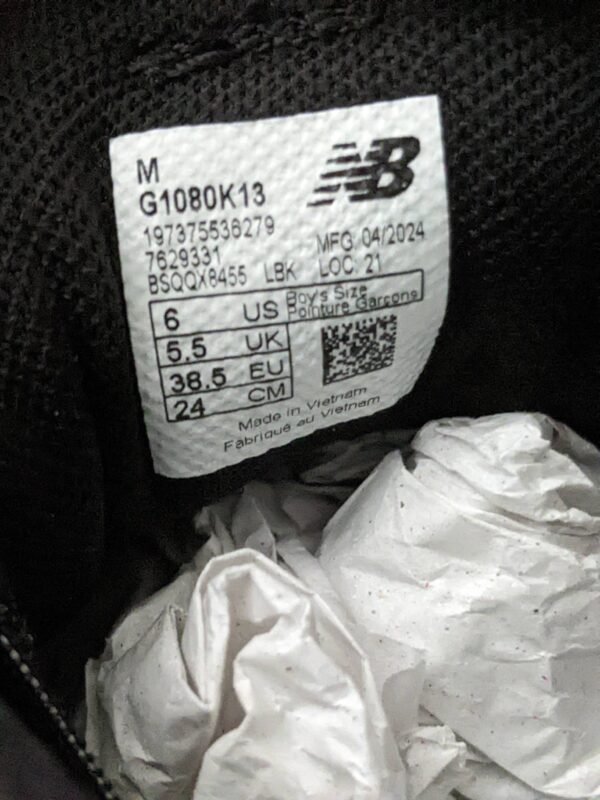 M
G1080K13
NB
197375536279
MFG 04/2024
7629331
LOC 21
BSQQX8455 LBK
6 US
Boy's Size
Pointure Garçons
5.5 UK
38.5 EU
24 CM
Made in Vietnam
Fabriqué au Vietnam